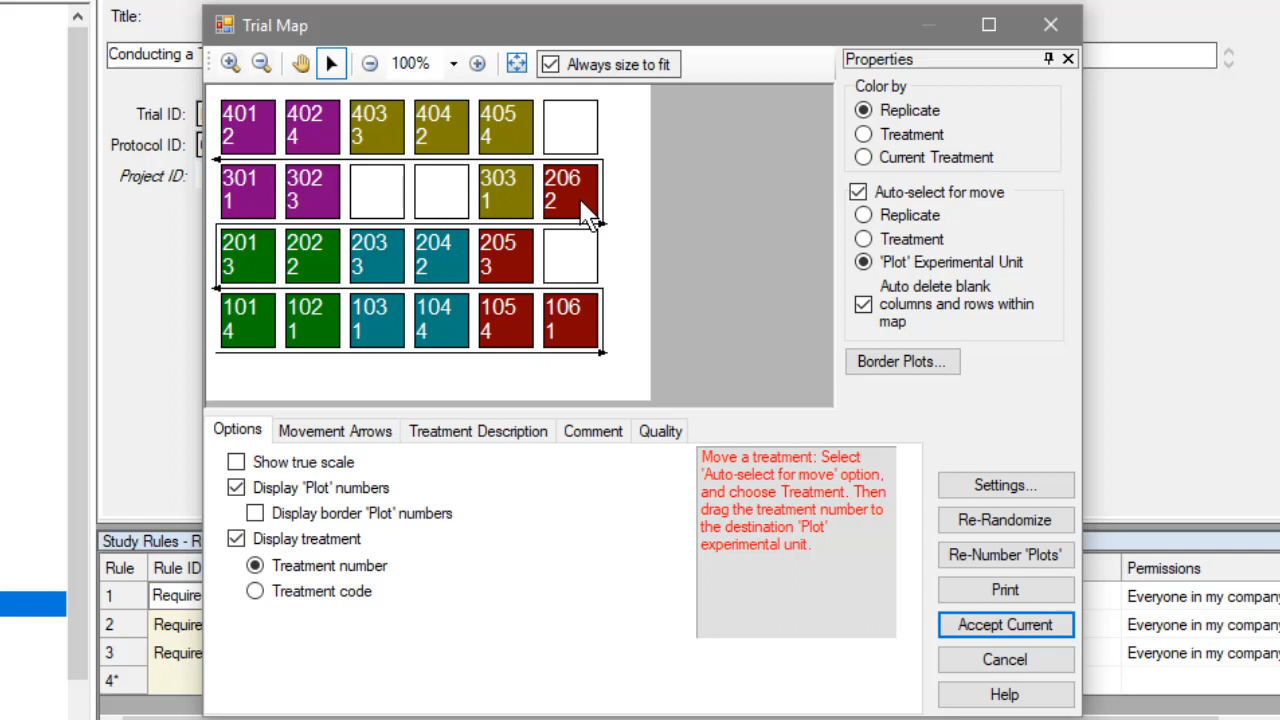 Title:
Trial Map
Conducting a T
100%
Always size to fit
Properties
Color by
Replicate
Treatment
Current Treatment
Trial ID:
Protocol ID:
Project ID:
401 402 403 404 405
2 4 3 2 4
301 302 303 206
1 3 1 2
201 202 203 204 205
3 2 3 2 3
101 102 103 104 105 106
4 1 1 4 4 1
Auto-select for move
Replicate
Treatment
'Plot' Experimental Unit
Auto delete blank
columns and rows within
map
Border Plots...
Options Movement Arrows Treatment Description Comment Quality
Show true scale
Display 'Plot' numbers
Display border 'Plot' numbers
Display treatment
Treatment number
Treatment code
Move a treatment: Select
'Auto-select for move' option,
and choose Treatment. Then
drag the treatment number to
the destination 'Plot'
experimental unit.
Settings...
Re-Randomize
Re-Number 'Plots'
Print
Accept Current
Cancel
Help
Study Rules - R
Rule Rule ID Permissions
1 Require Everyone in my company
2 Require Everyone in my company
3 Require Everyone in my company
4*